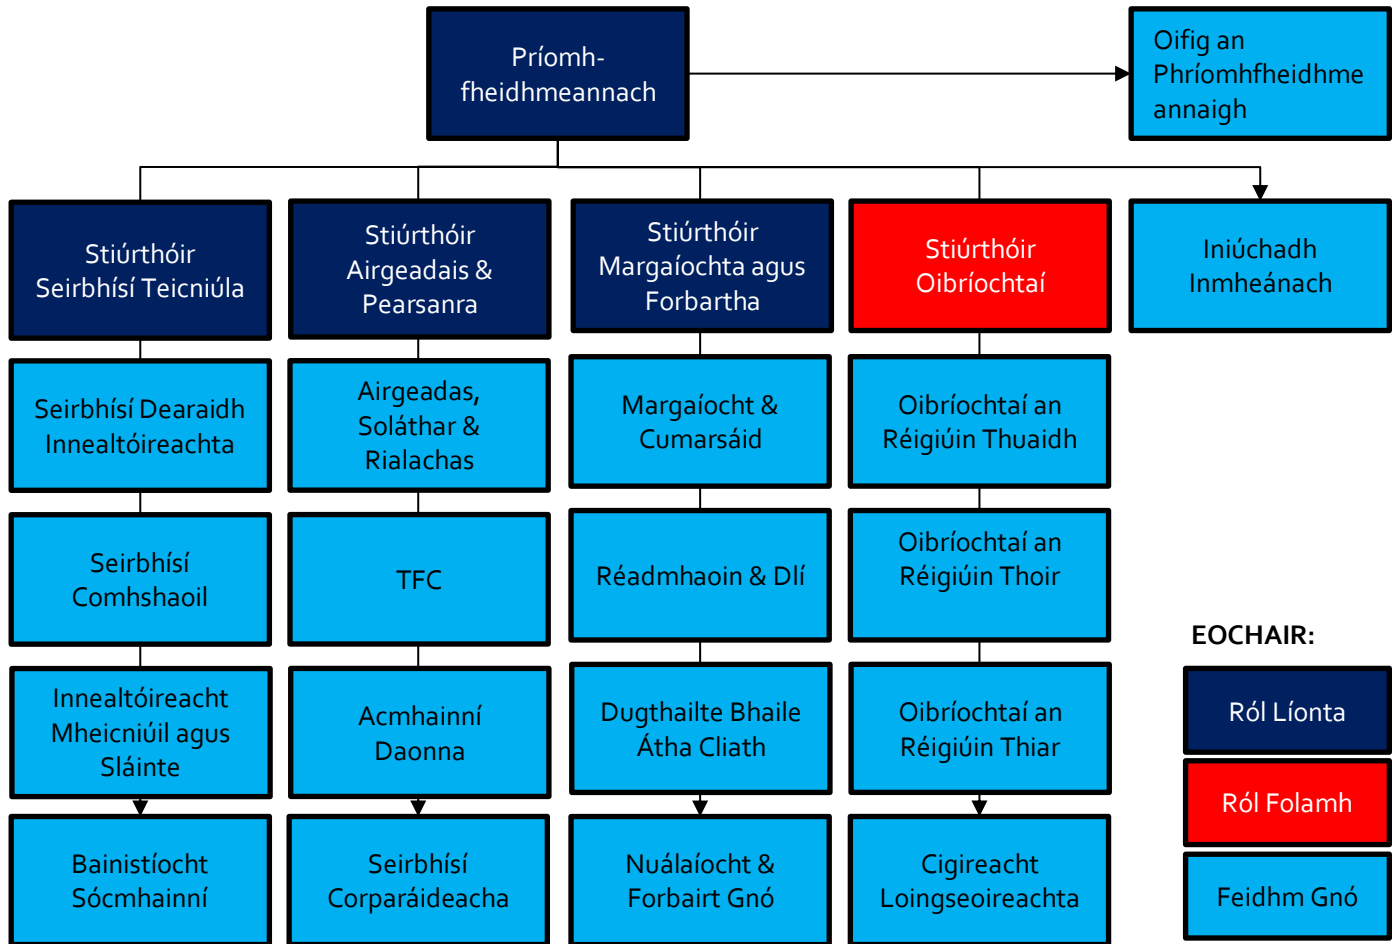 Príomh-
fheidhmeannach
Oifig an
Phríomhfheidhme
annaigh
Stiúrthóir
Seirbhísí Teicniúla
Stiúrthóir
Airgeadais &
Pearsanra
Stiúrthóir
Margaíochta agus
Forbartha
Stiúrthóir
Oibríochtaí
Iniúchadh
Inmheánach
Seirbhísí Dearaidh
Innealtóireachta
Airgeadas,
Soláthar &
Rialachas
Margaíocht &
Cumarsáid
Oibríochtaí an
Réigiúin Thuaidh
Seirbhísí
Comhshaoil
TFC
Réadmhaoin & Dlí
Oibríochtaí an
Réigiúin Thoir
Innealtóireacht
Mheicniúil agus
Sláinte
Acmhainní
Daonna
Dugthailte Bhaile
Átha Cliath
Oibríochtaí an
Réigiúin Thiar
Bainistíocht
Sócmhainní
Seirbhísí
Corparáideacha
Nuálaíocht &
Forbairt Gnó
Cigireacht
Loingseoireachta
EOCHAIR:
Ról Líonta
Ról Folamh
Feidhm Gnó